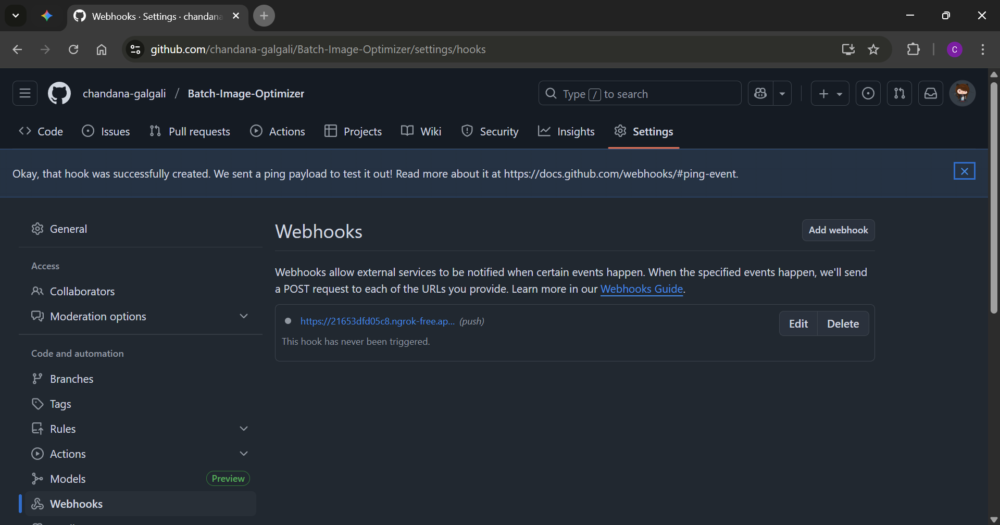 Webhooks · Settings · chandana
github.com/chandana-galgali/Batch-Image-Optimizer/settings/hooks
C
chandana-galgali / Batch-Image-Optimizer
Type / to search
Code
Issues
Pull requests
Actions
Projects
Wiki
Security
Insights
Settings
Okay, that hook was successfully created. We sent a ping payload to test it out! Read more about it at https://docs.github.com/webhooks/#ping-event.
General
Access
Collaborators
Moderation options
Code and automation
Branches
Tags
Rules
Actions
Models
Preview
Webhooks
Webhooks
Add webhook
Webhooks allow external services to be notified when certain events happen. When the specified events happen, we'll send
a POST request to each of the URLs you provide. Learn more in our Webhooks Guide.
https://21653dfd05c8.ngrok-free.ap... (push)
Edit
Delete
This hook has never been triggered.